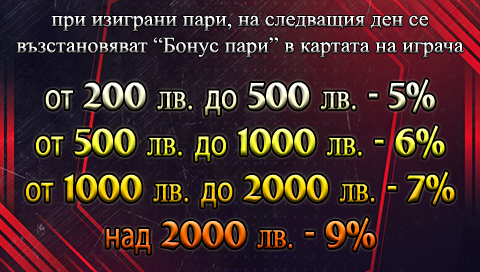 при изиграни пари, на следващия ден се
възстановяват “Бонус пари” в картата на играча
от 200 лв. до 500 лв. - 5%
от 500 лв. до 1000 лв. - 6%
от 1000 лв. до 2000 лв. - 7%
над 2000 лв. - 9%